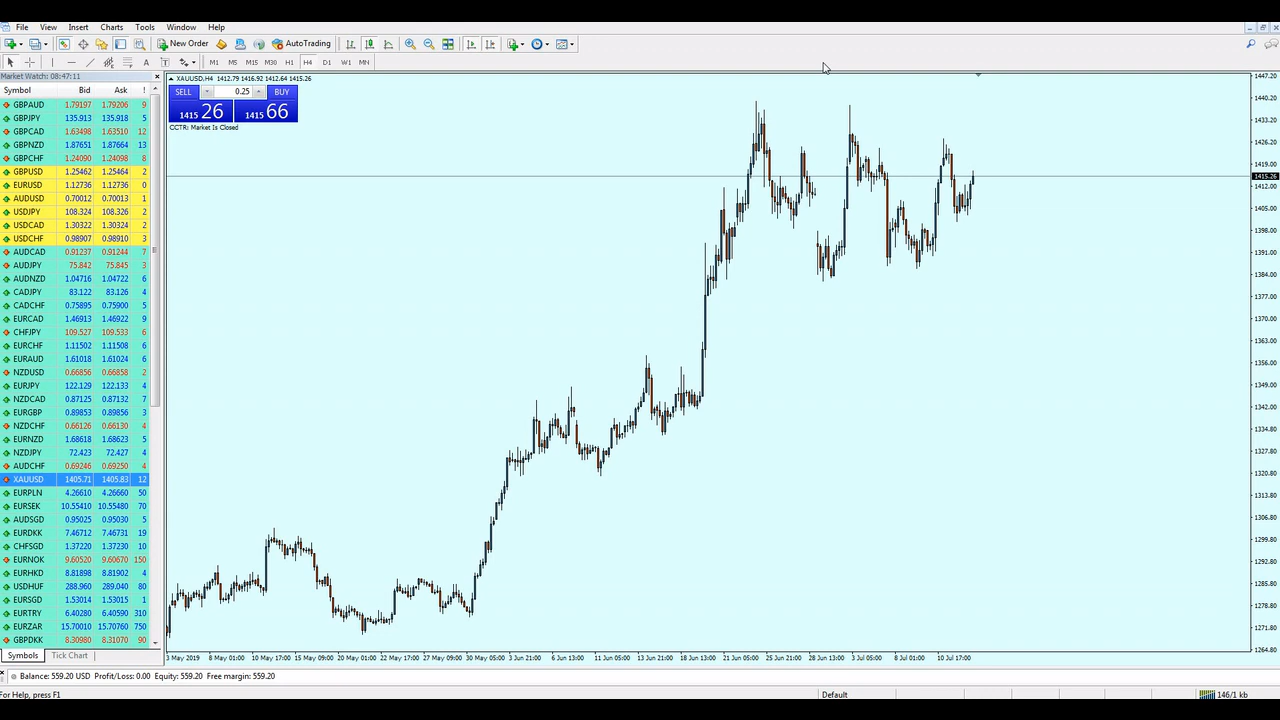 File View Insert Charts Tools Window Help
New Order AutoTrading
M1 M5 M15 M30 H1 H4 D1 W1 MN
Market Watch: 08:47:11
Symbol Bid Ask !
GBPAUD 1.79197 1.79206 9
GBPJPY 135.913 135.918 5
GBPCAD 1.63498 1.63510 12
GBPNZD 1.87651 1.87664 13
GBPCHF 1.24090 1.24098 8
GBPUSD 1.25462 1.25464 2
EURUSD 1.12736 1.12736 0
AUDUSD 0.70012 0.70013 1
USDJPY 108.324 108.326 2
USDCAD 1.30322 1.30324 2
USDCHF 0.98907 0.98910 3
AUDCAD 0.91237 0.91244 7
AUDJPY 75.842 75.845 3
AUDNZD 1.04716 1.04722 6
CADJPY 83.122 83.126 4
CADCHF 0.75895 0.75900 5
EURCAD 1.46913 1.46922 9
CHFJPY 109.527 109.533 6
EURCHF 1.11502 1.11508 6
EURAUD 1.61018 1.61024 6
NZDUSD 0.66856 0.66858 2
EURJPY 122.129 122.133 4
NZDCAD 0.87125 0.87132 7
EURGBP 0.89853 0.89856 3
NZDCHF 0.66126 0.66130 4
EURNZD 1.68618 1.68623 5
NZDJPY 72.423 72.427 4
AUDCHF 0.69246 0.69250 4
XAUUSD 1405.71 1405.83 12
EURPLN 4.26610 4.26660 50
EURSEK 10.55410 10.55480 70
AUDSGD 0.95025 0.95030 5
EURDKK 7.46712 7.46731 19
CHFSGD 1.37220 1.37230 10
EURNOK 9.60520 9.60670 150
EURHKD 8.81898 8.81902 4
USDHUF 288.960 289.040 80
EURSGD 1.53014 1.53015 1
EURTRY 6.40280 6.40590 310
EURZAR 15.70010 15.70760 750
GBPDKK 8.30980 8.31070 90
Symbols Tick Chart
XAUUSD,H4 1412.79 1416.92 1412.64 1415.26
SELL 0.25 BUY
1415 26 1415 66
CCTR: Market Is Closed
1447.20
1440.20
1433.20
1426.20
1419.20
1415.26
1412.00
1405.00
1398.00
1391.00
1384.00
1377.00
1370.00
1363.00
1356.00
1349.00
1342.00
1334.80
1327.80
1320.80
1313.80
1306.80
1299.80
1292.80
1285.80
1278.80
1271.80
1264.80
3 May 2019 8 May 01:00 10 May 17:00 15 May 09:00 20 May 01:00 22 May 17:00 27 May 09:00 30 May 05:00 3 Jun 21:00 6 Jun 13:00 11 Jun 05:00 13 Jun 21:00 18 Jun 13:00 21 Jun 05:00 25 Jun 21:00 28 Jun 13:00 3 Jul 05:00 8 Jul 01:00 10 Jul 17:00
Balance: 559.20 USD Profit/Loss: 0.00 Equity: 559.20 Free margin: 559.20
For Help, press F1 Default 146/1 kb